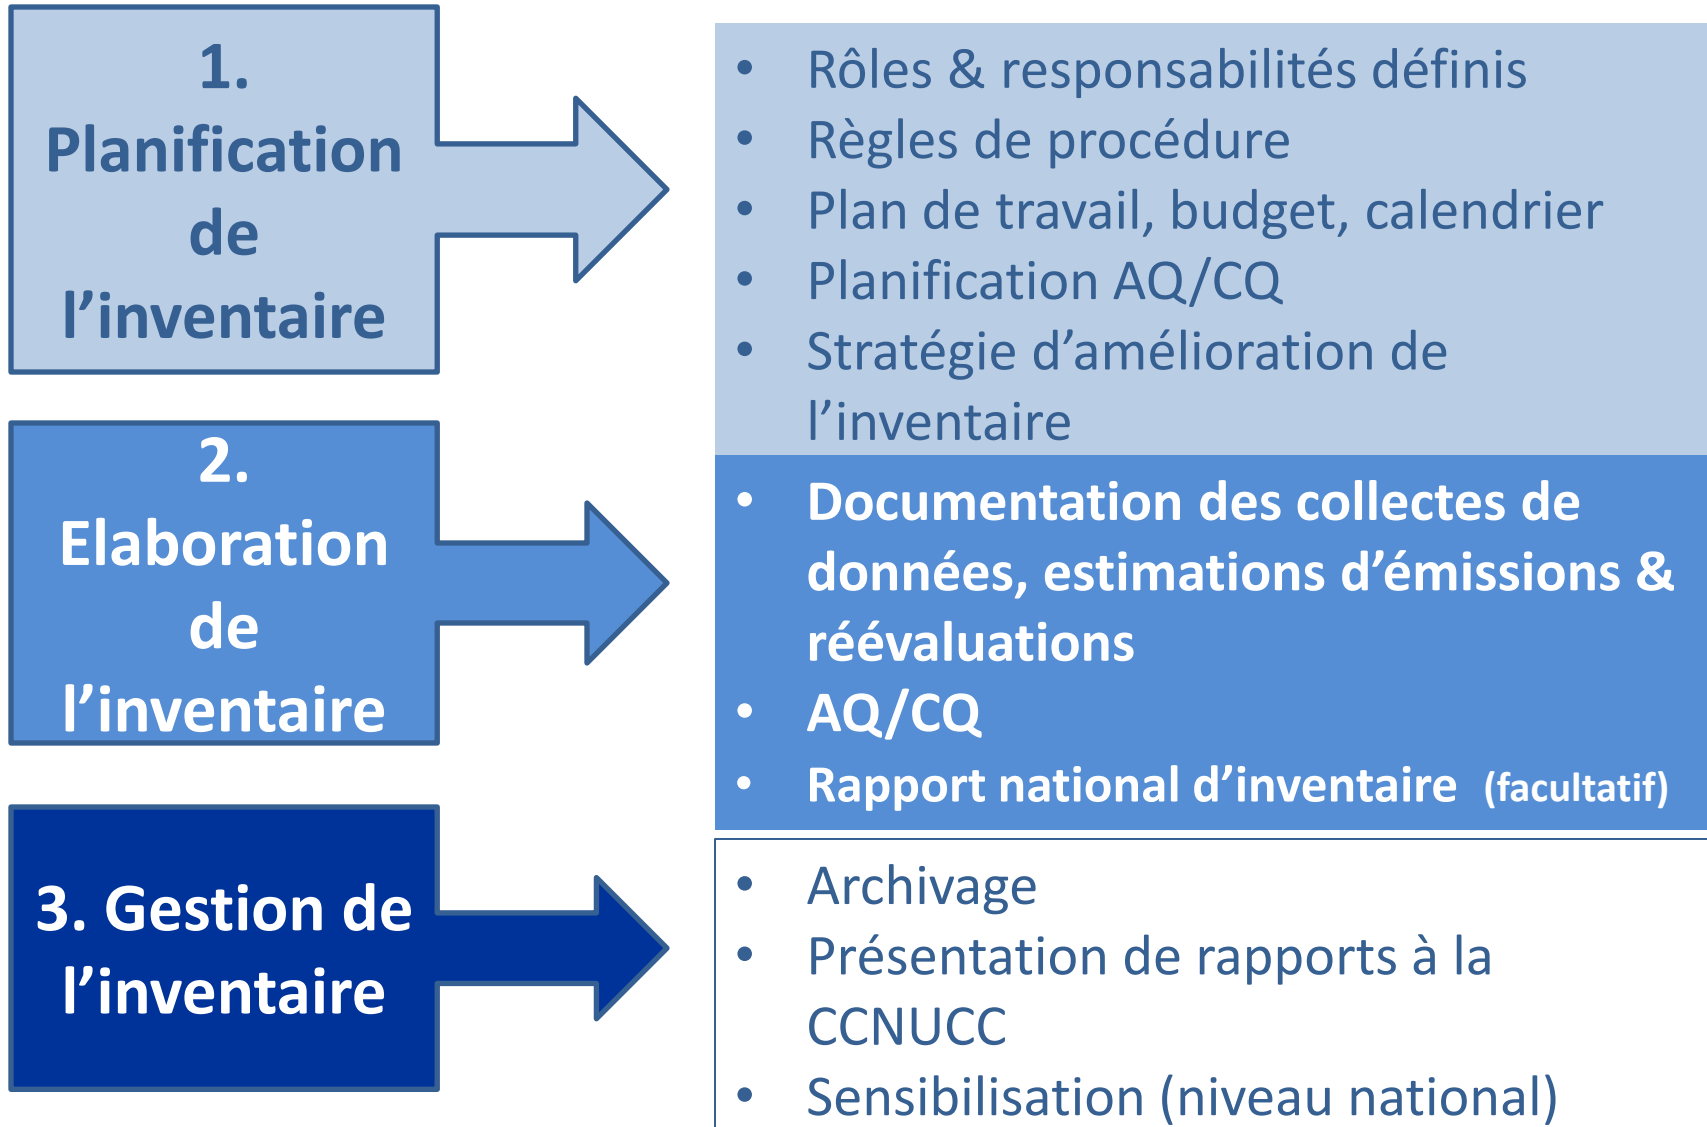 1.
Planification
de
l’inventaire
• Rôles & responsabilités définis
• Règles de procédure
• Plan de travail, budget, calendrier
• Planification AQ/CQ
• Stratégie d’amélioration de
l’inventaire
2.
Elaboration
de
l’inventaire
• Documentation des collectes de
données, estimations d’émissions &
réévaluations
• AQ/CQ
• Rapport national d’inventaire (facultatif)
3. Gestion de
l’inventaire
• Archivage
• Présentation de rapports à la
CCNUCC
• Sensibilisation (niveau national)